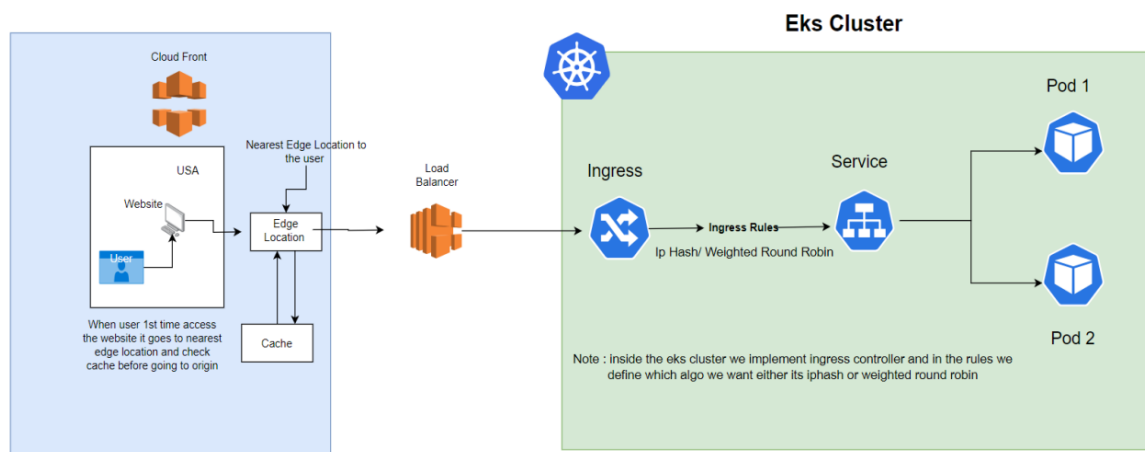 Eks Cluster
Cloud Front
USA
Website
User
When user 1st time access
the website it goes to nearest
edge location and check
cache before going to origin
Nearest Edge Location to
the user
Edge
Location
Cache
Load
Balancer
Ingress
Ingress Rules
Ip Hash/ Weighted Round Robin
Service
Pod 1
Pod 2
Note : inside the eks cluster we implement ingress controller and in the rules we
define which algo we want either its iphash or weighted round robin